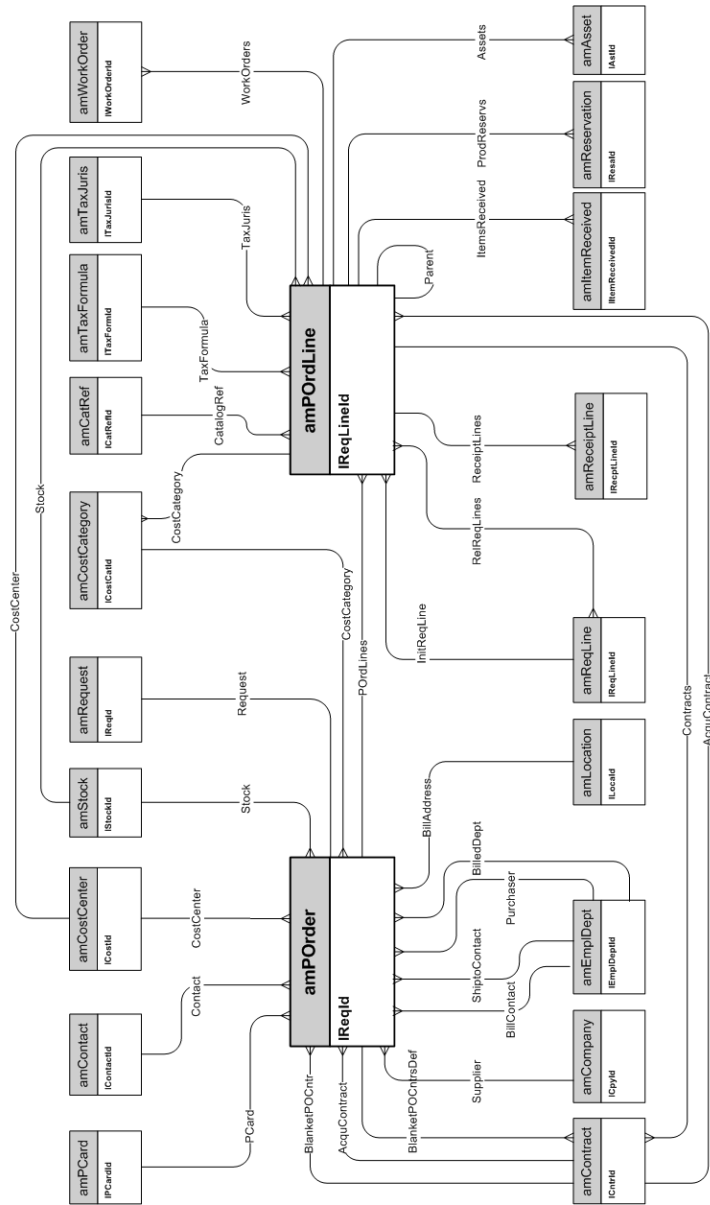 CostCenter
Stock
amPCard
lPCardId
amContact
lContactId
amCostCenter
lCostId
amStock
lStockId
amRequest
lReqId
amCostCategory
lCostCatId
amCatRef
lCatRefId
amTaxFormula
lTaxFormId
amTaxJuris
lTaxJurisId
amWorkOrder
lWorkOrderId
PCard
Contact
CostCenter
Stock
Request
CostCategory
CostCategory
CatalogRef
TaxFormula
TaxJuris
WorkOrders
amPOrder
lReqId
POrdLines
amPOrdLine
lReqLineId
BlanketPOCntr
AcquContract
BlanketPOCntrsDef
Supplier
BillContact
ShiptoContact
Purchaser
BilledDept
BillAddress
InitReqLine
RelReqLines
ReceiptLines
Parent
ItemsReceived
ProdReservs
Assets
amContract
lCntrId
amCompany
lCpyId
amEmplDept
lEmplDeptId
amLocation
lLocaId
amReqLine
lReqLineId
amReceiptLine
lRecptLineId
amItemReceived
lItemReceivedId
amReservation
lResaId
amAsset
lAstId
Contracts
AcquContract